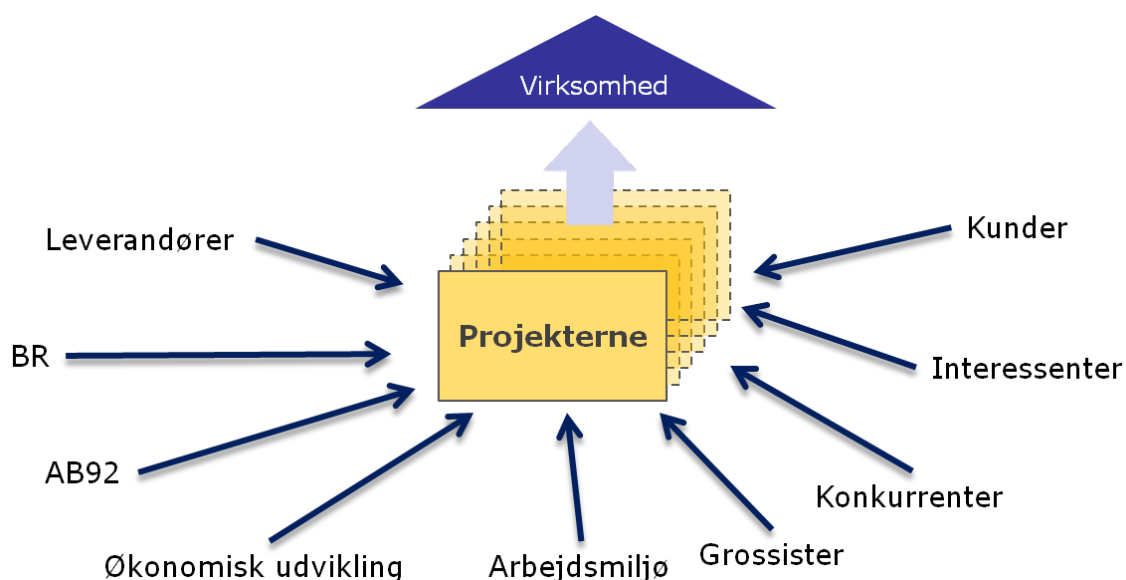 Virksomhed
Leverandører
Kunder
Projekterne
BR
Interessenter
AB92
Konkurrenter
Økonomisk udvikling
Arbejdsmiljø
Grossister